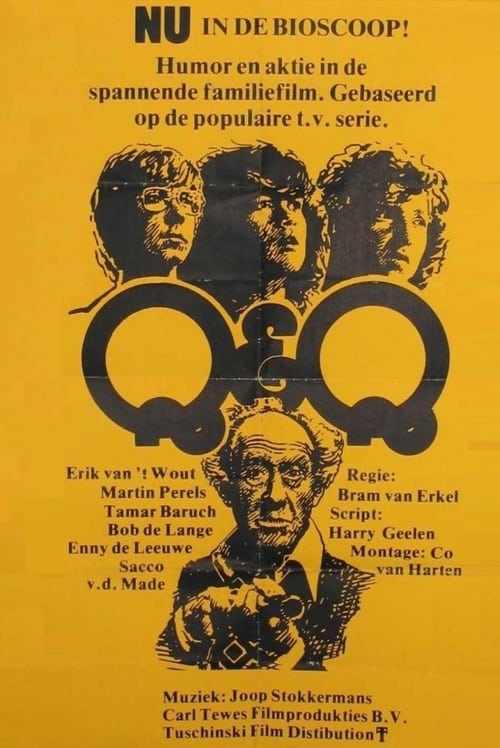 NU IN DE BIOSCOOP!
Humor en aktie in de
spannende familiefilm. Gebaseerd
op de populaire t.v. serie.
Q&Q
Erik van 't Wout
Martin Perels
Tamar Baruch
Bob de Lange
Enny de Leeuwe
Sacco
v.d. Made
Regie:
Bram van Erkel
Script:
Harry Geelen
Montage: Co
van Harten
Muziek: Joop Stokkermans
Carl Tewes Filmprodukties B.V.
Tuschinski Film Distibution